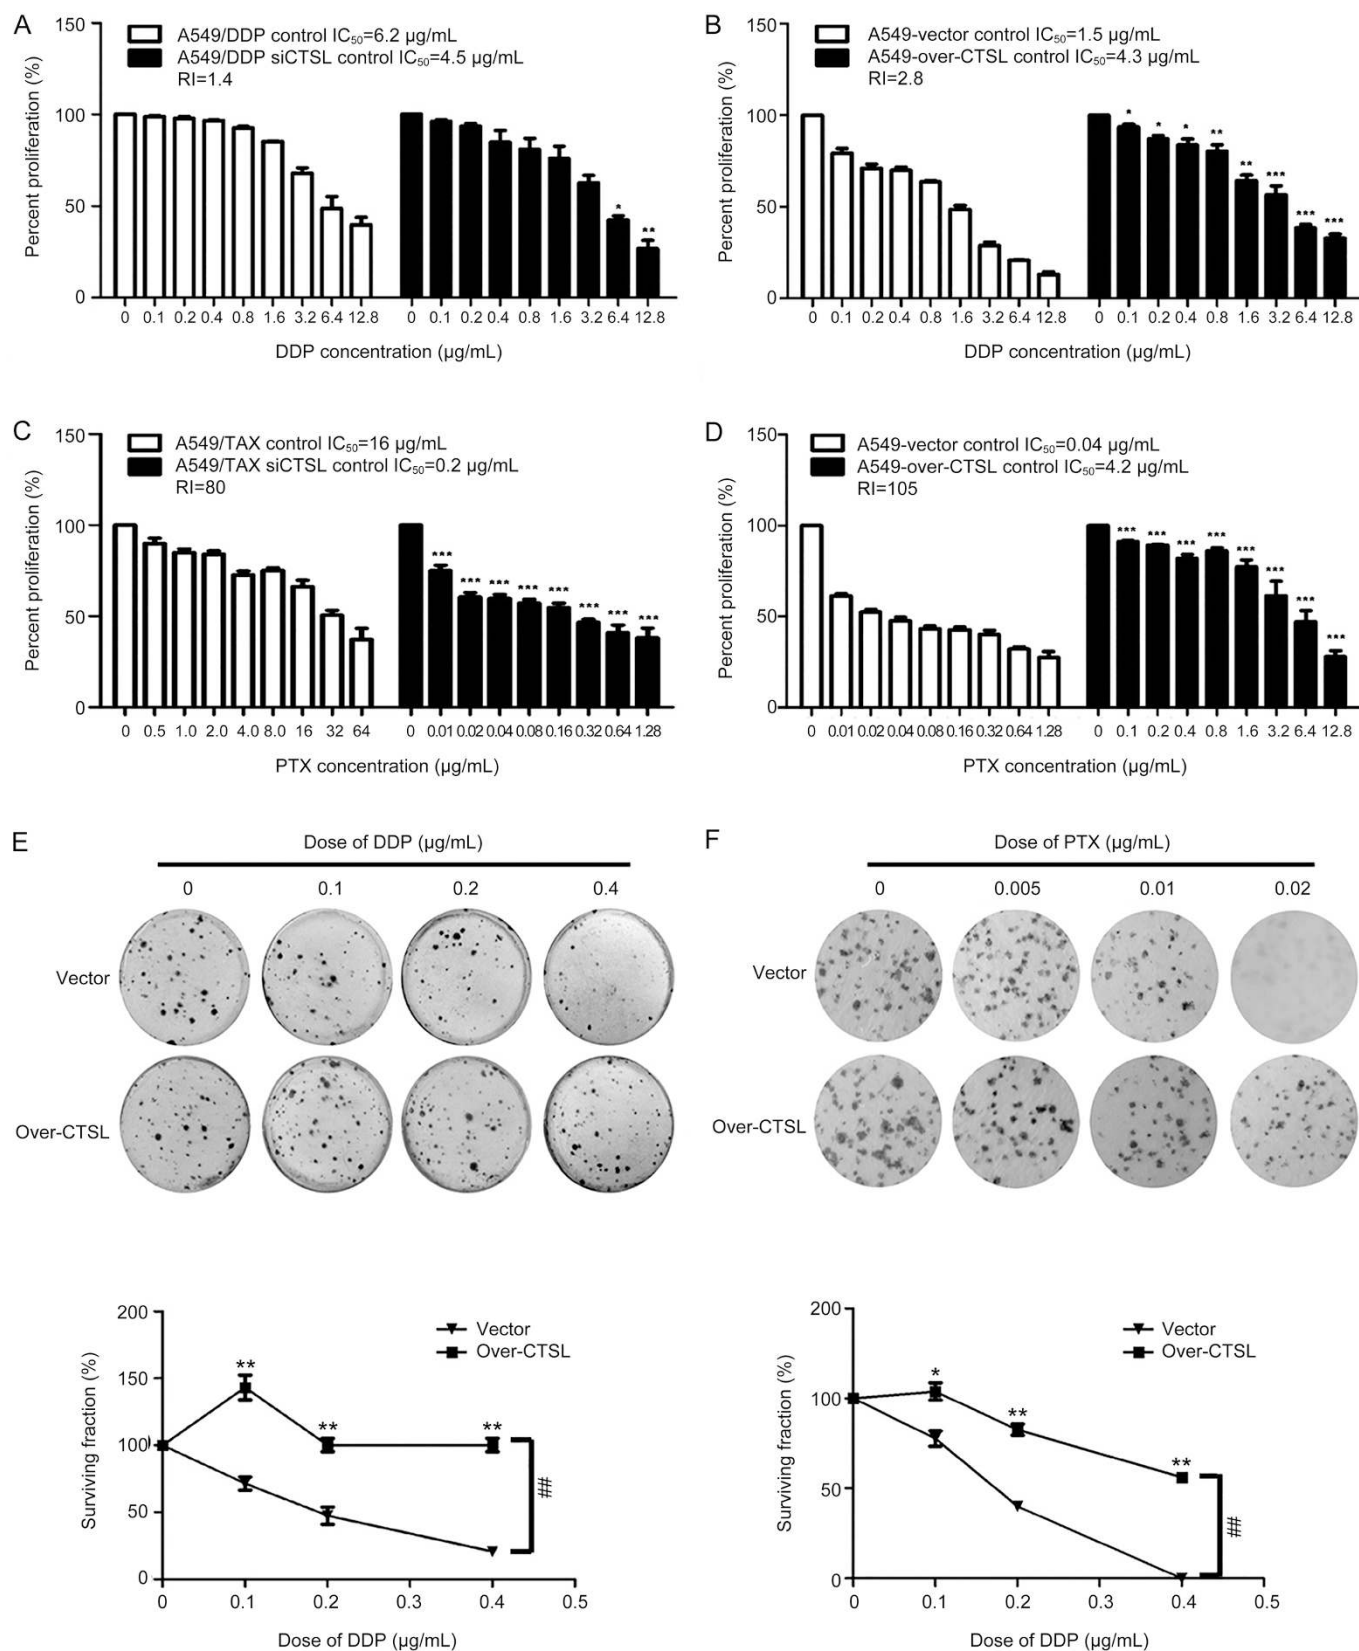 A
A549/DDP control IC₅₀=6.2 µg/mL
A549/DDP siCTSL control IC₅₀=4.5 µg/mL
RI=1.4
Percent proliferation (%)
150
100
50
0
* **
0 0.1 0.2 0.4 0.8 1.6 3.2 6.4 12.8 0 0.1 0.2 0.4 0.8 1.6 3.2 6.4 12.8
DDP concentration (µg/mL)
B
A549-vector control IC₅₀=1.5 µg/mL
A549-over-CTSL control IC₅₀=4.3 µg/mL
RI=2.8
Percent proliferation (%)
150
100
50
0
* * * ** ** *** *** ***
0 0.1 0.2 0.4 0.8 1.6 3.2 6.4 12.8 0 0.1 0.2 0.4 0.8 1.6 3.2 6.4 12.8
DDP concentration (µg/mL)
C
A549/TAX control IC₅₀=16 µg/mL
A549/TAX siCTSL control IC₅₀=0.2 µg/mL
RI=80
Percent proliferation (%)
150
100
50
0
*** *** *** *** *** *** *** ***
0 0.5 1.0 2.0 4.0 8.0 16 32 64 0 0.01 0.02 0.04 0.08 0.16 0.32 0.64 1.28
PTX concentration (µg/mL)
D
A549-vector control IC₅₀=0.04 µg/mL
A549-over-CTSL control IC₅₀=4.2 µg/mL
RI=105
Percent proliferation (%)
150
100
50
0
*** *** *** *** *** *** *** ***
0 0.01 0.02 0.04 0.08 0.16 0.32 0.64 1.28 0 0.1 0.2 0.4 0.8 1.6 3.2 6.4 12.8
PTX concentration (µg/mL)
E
Dose of DDP (µg/mL)
0 0.1 0.2 0.4
Vector
Over-CTSL
Surviving fraction (%)
200
150
100
50
0
Vector
Over-CTSL
** ** **
##
0 0.1 0.2 0.3 0.4 0.5
Dose of DDP (µg/mL)
F
Dose of PTX (µg/mL)
0 0.005 0.01 0.02
Vector
Over-CTSL
Surviving fraction (%)
200
100
50
0
Vector
Over-CTSL
* ** **
##
0 0.1 0.2 0.3 0.4 0.5
Dose of DDP (µg/mL)